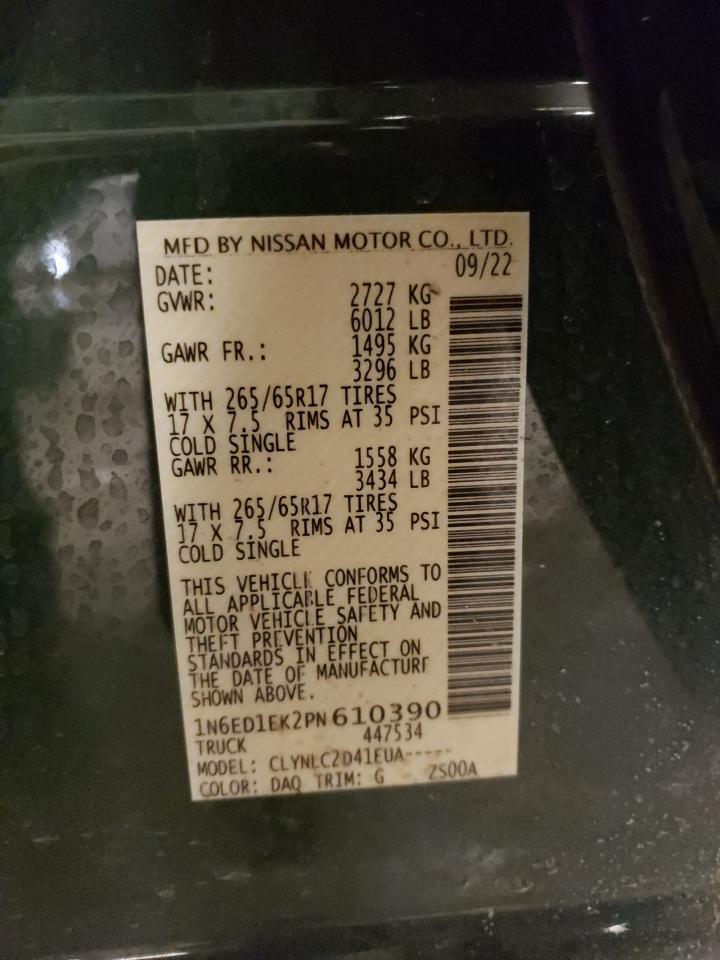 MFD BY NISSAN MOTOR CO., LTD.
DATE: 09/22
GVWR: 2727 KG
6012 LB
GAWR FR.: 1495 KG
3296 LB
WITH 265/65R17 TIRES
17 X 7.5 RIMS AT 35 PSI
COLD SINGLE
GAWR RR.: 1558 KG
3434 LB
WITH 265/65R17 TIRES
17 X 7.5 RIMS AT 35 PSI
COLD SINGLE
THIS VEHICLE CONFORMS TO
ALL APPLICABLE FEDERAL
MOTOR VEHICLE SAFETY AND
THEFT PREVENTION
STANDARDS IN EFFECT ON
THE DATE OF MANUFACTURE
SHOWN ABOVE.
1N6ED1EK2PN610390
TRUCK 447534
MODEL: CLYNLC2D41EUA-----
COLOR: DAQ TRIM: G ZS00A